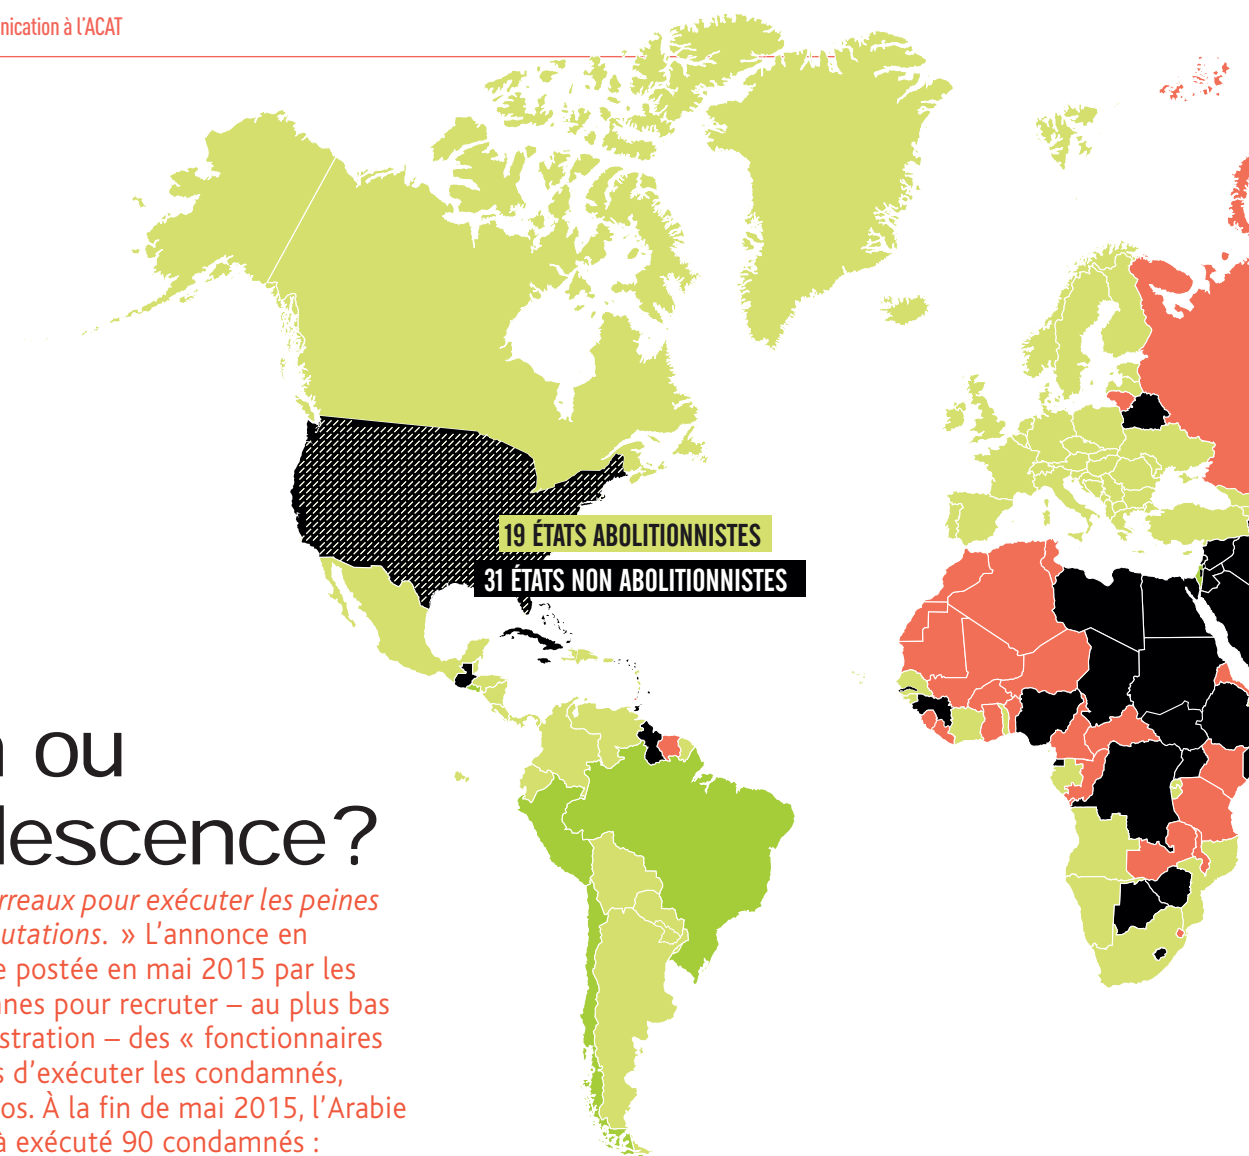 nication à l'ACAT
19 ÉTATS ABOLITIONNISTES
31 ÉTATS NON ABOLITIONNISTES
ou
lescence ?
rreaux pour exécuter les peines
utations. » L'annonce en
e postée en mai 2015 par les
nnes pour recruter – au plus bas
stration – des « fonctionnaires
s d'exécuter les condamnés,
os. À la fin de mai 2015, l'Arabie
à exécuté 90 condamnés :